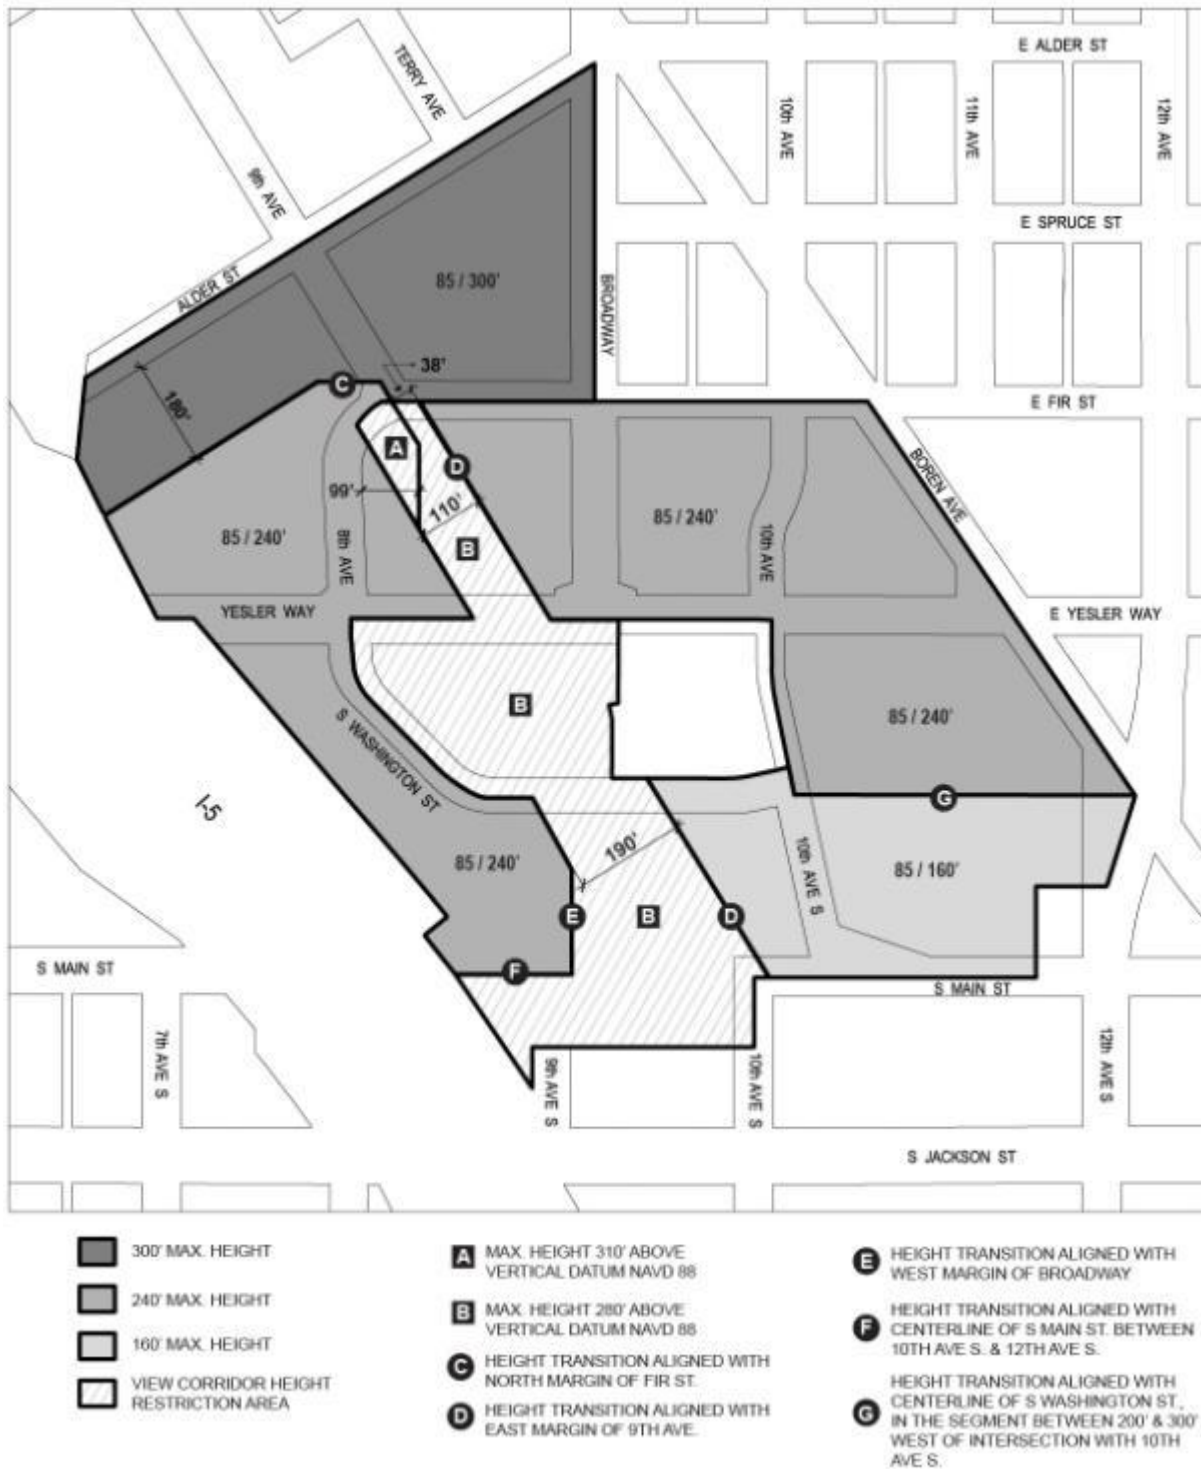 E ALDER ST
TERRY AVE
10th AVE
11th AVE
12th AVE
9th AVE
E SPRUCE ST
ALDER ST
85 / 300'
BROADWAY
38'
C
180'
E FIR ST
A
D
BOREN AVE
99'
110'
85 / 240'
85 / 240'
8th AVE
B
10th AVE
YESLER WAY
E YESLER WAY
B
85 / 240'
S WASHINGTON ST
I-5
G
190'
85 / 240'
10th AVE S
85 / 160'
E
B
D
F
S MAIN ST
S MAIN ST
7th AVE S
9th AVE S
10th AVE S
12th AVE S
S JACKSON ST
300' MAX. HEIGHT
240' MAX. HEIGHT
160' MAX. HEIGHT
VIEW CORRIDOR HEIGHT
RESTRICTION AREA
A MAX. HEIGHT 310' ABOVE
VERTICAL DATUM NAVD 88
B MAX. HEIGHT 280' ABOVE
VERTICAL DATUM NAVD 88
C HEIGHT TRANSITION ALIGNED WITH
NORTH MARGIN OF FIR ST.
D HEIGHT TRANSITION ALIGNED WITH
EAST MARGIN OF 9TH AVE.
E HEIGHT TRANSITION ALIGNED WITH
WEST MARGIN OF BROADWAY
F HEIGHT TRANSITION ALIGNED WITH
CENTERLINE OF S MAIN ST. BETWEEN
10TH AVE S. & 12TH AVE S.
G HEIGHT TRANSITION ALIGNED WITH
CENTERLINE OF S WASHINGTON ST.,
IN THE SEGMENT BETWEEN 200' & 300'
WEST OF INTERSECTION WITH 10TH
AVE S.